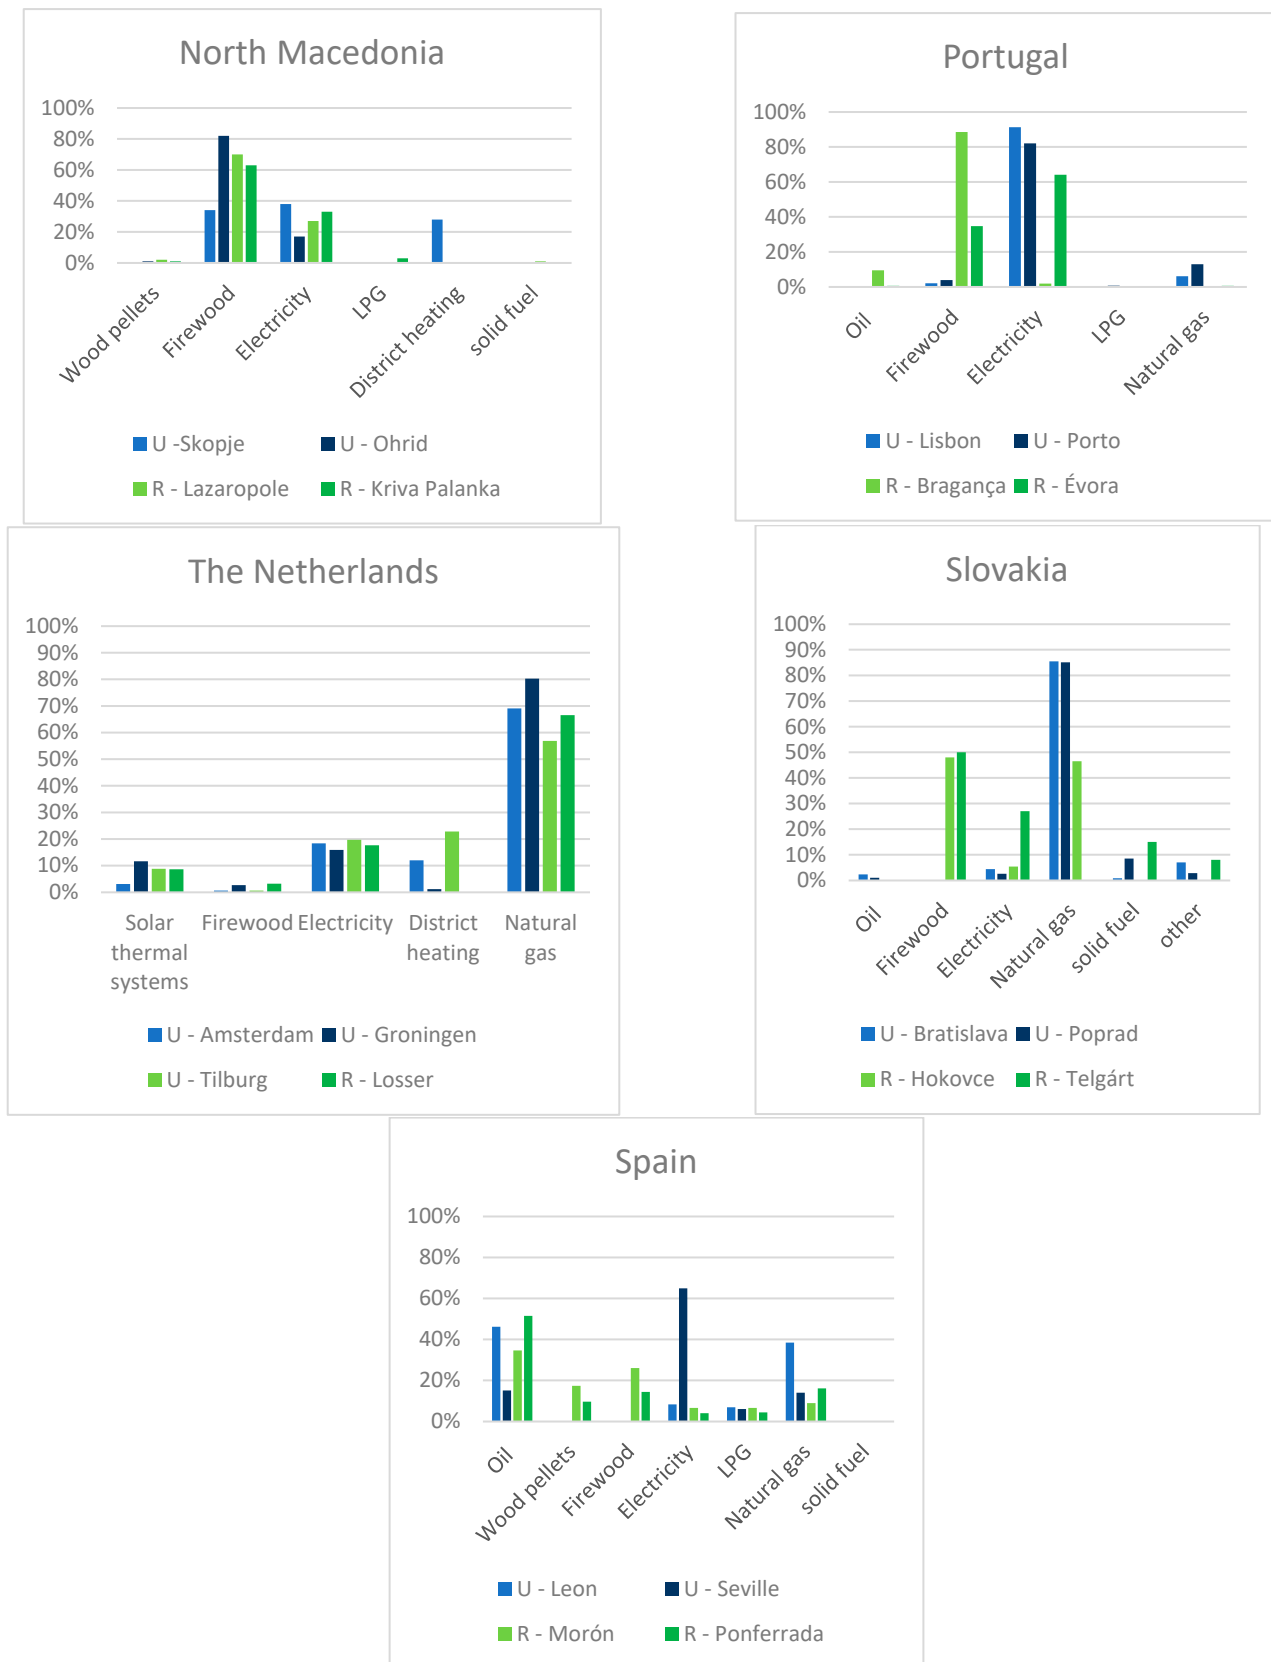 North Macedonia
100%
80%
60%
40%
20%
0%
Wood pellets
Firewood
Electricity
LPG
District heating
solid fuel
U -Skopje
U - Ohrid
R - Lazaropole
R - Kriva Palanka
Portugal
100%
80%
60%
40%
20%
0%
Oil
Firewood
Electricity
LPG
Natural gas
U - Lisbon
U - Porto
R - Bragança
R - Évora
The Netherlands
100%
90%
80%
70%
60%
50%
40%
30%
20%
10%
0%
Solar
thermal
systems
Firewood
Electricity
District
heating
Natural
gas
U - Amsterdam
U - Groningen
U - Tilburg
R - Losser
Slovakia
100%
90%
80%
70%
60%
50%
40%
30%
20%
10%
0%
Oil
Firewood
Electricity
Natural gas
solid fuel
other
U - Bratislava
U - Poprad
R - Hokovce
R - Telgárt
Spain
100%
80%
60%
40%
20%
0%
Oil
Wood pellets
Firewood
Electricity
LPG
Natural gas
solid fuel
U - Leon
U - Seville
R - Morón
R - Ponferrada